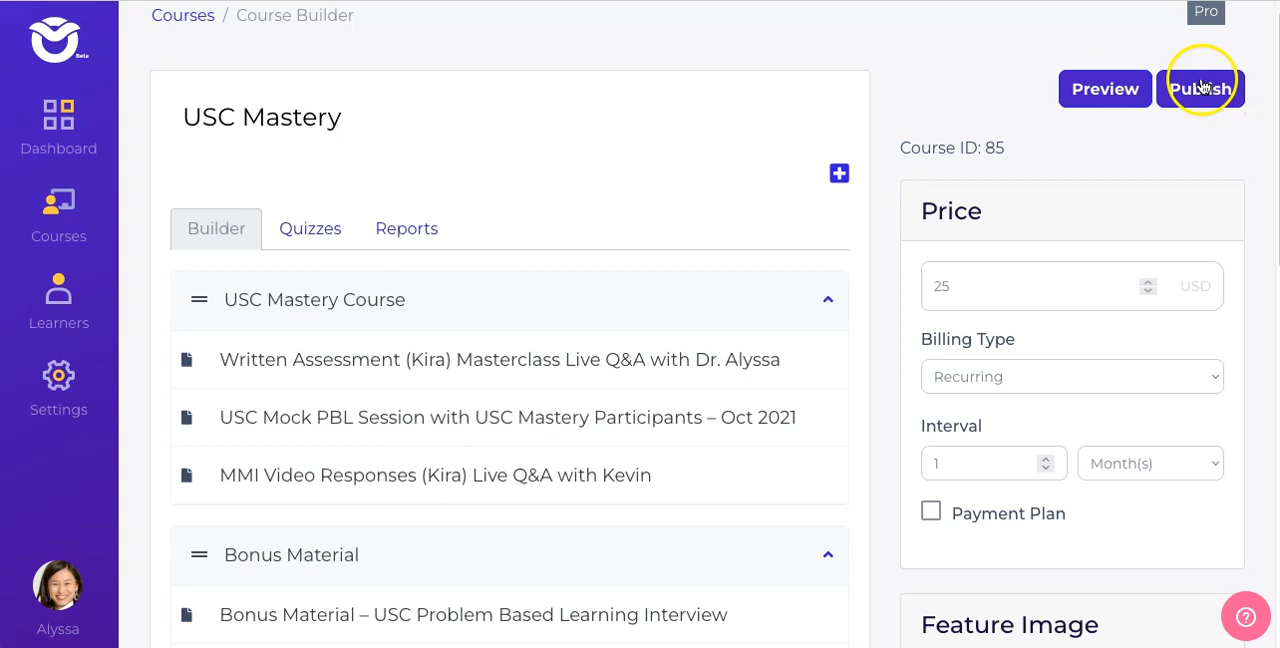 Courses / Course Builder
Pro
Beta
Dashboard
Courses
Learners
Settings
Alyssa
USC Mastery
Builder Quizzes Reports
USC Mastery Course
Written Assessment (Kira) Masterclass Live Q&A with Dr. Alyssa
USC Mock PBL Session with USC Mastery Participants – Oct 2021
MMI Video Responses (Kira) Live Q&A with Kevin
Bonus Material
Bonus Material – USC Problem Based Learning Interview
Preview Publish
Course ID: 85
Price
25 USD
Billing Type
Recurring
Interval
1 Month(s)
Payment Plan
Feature Image